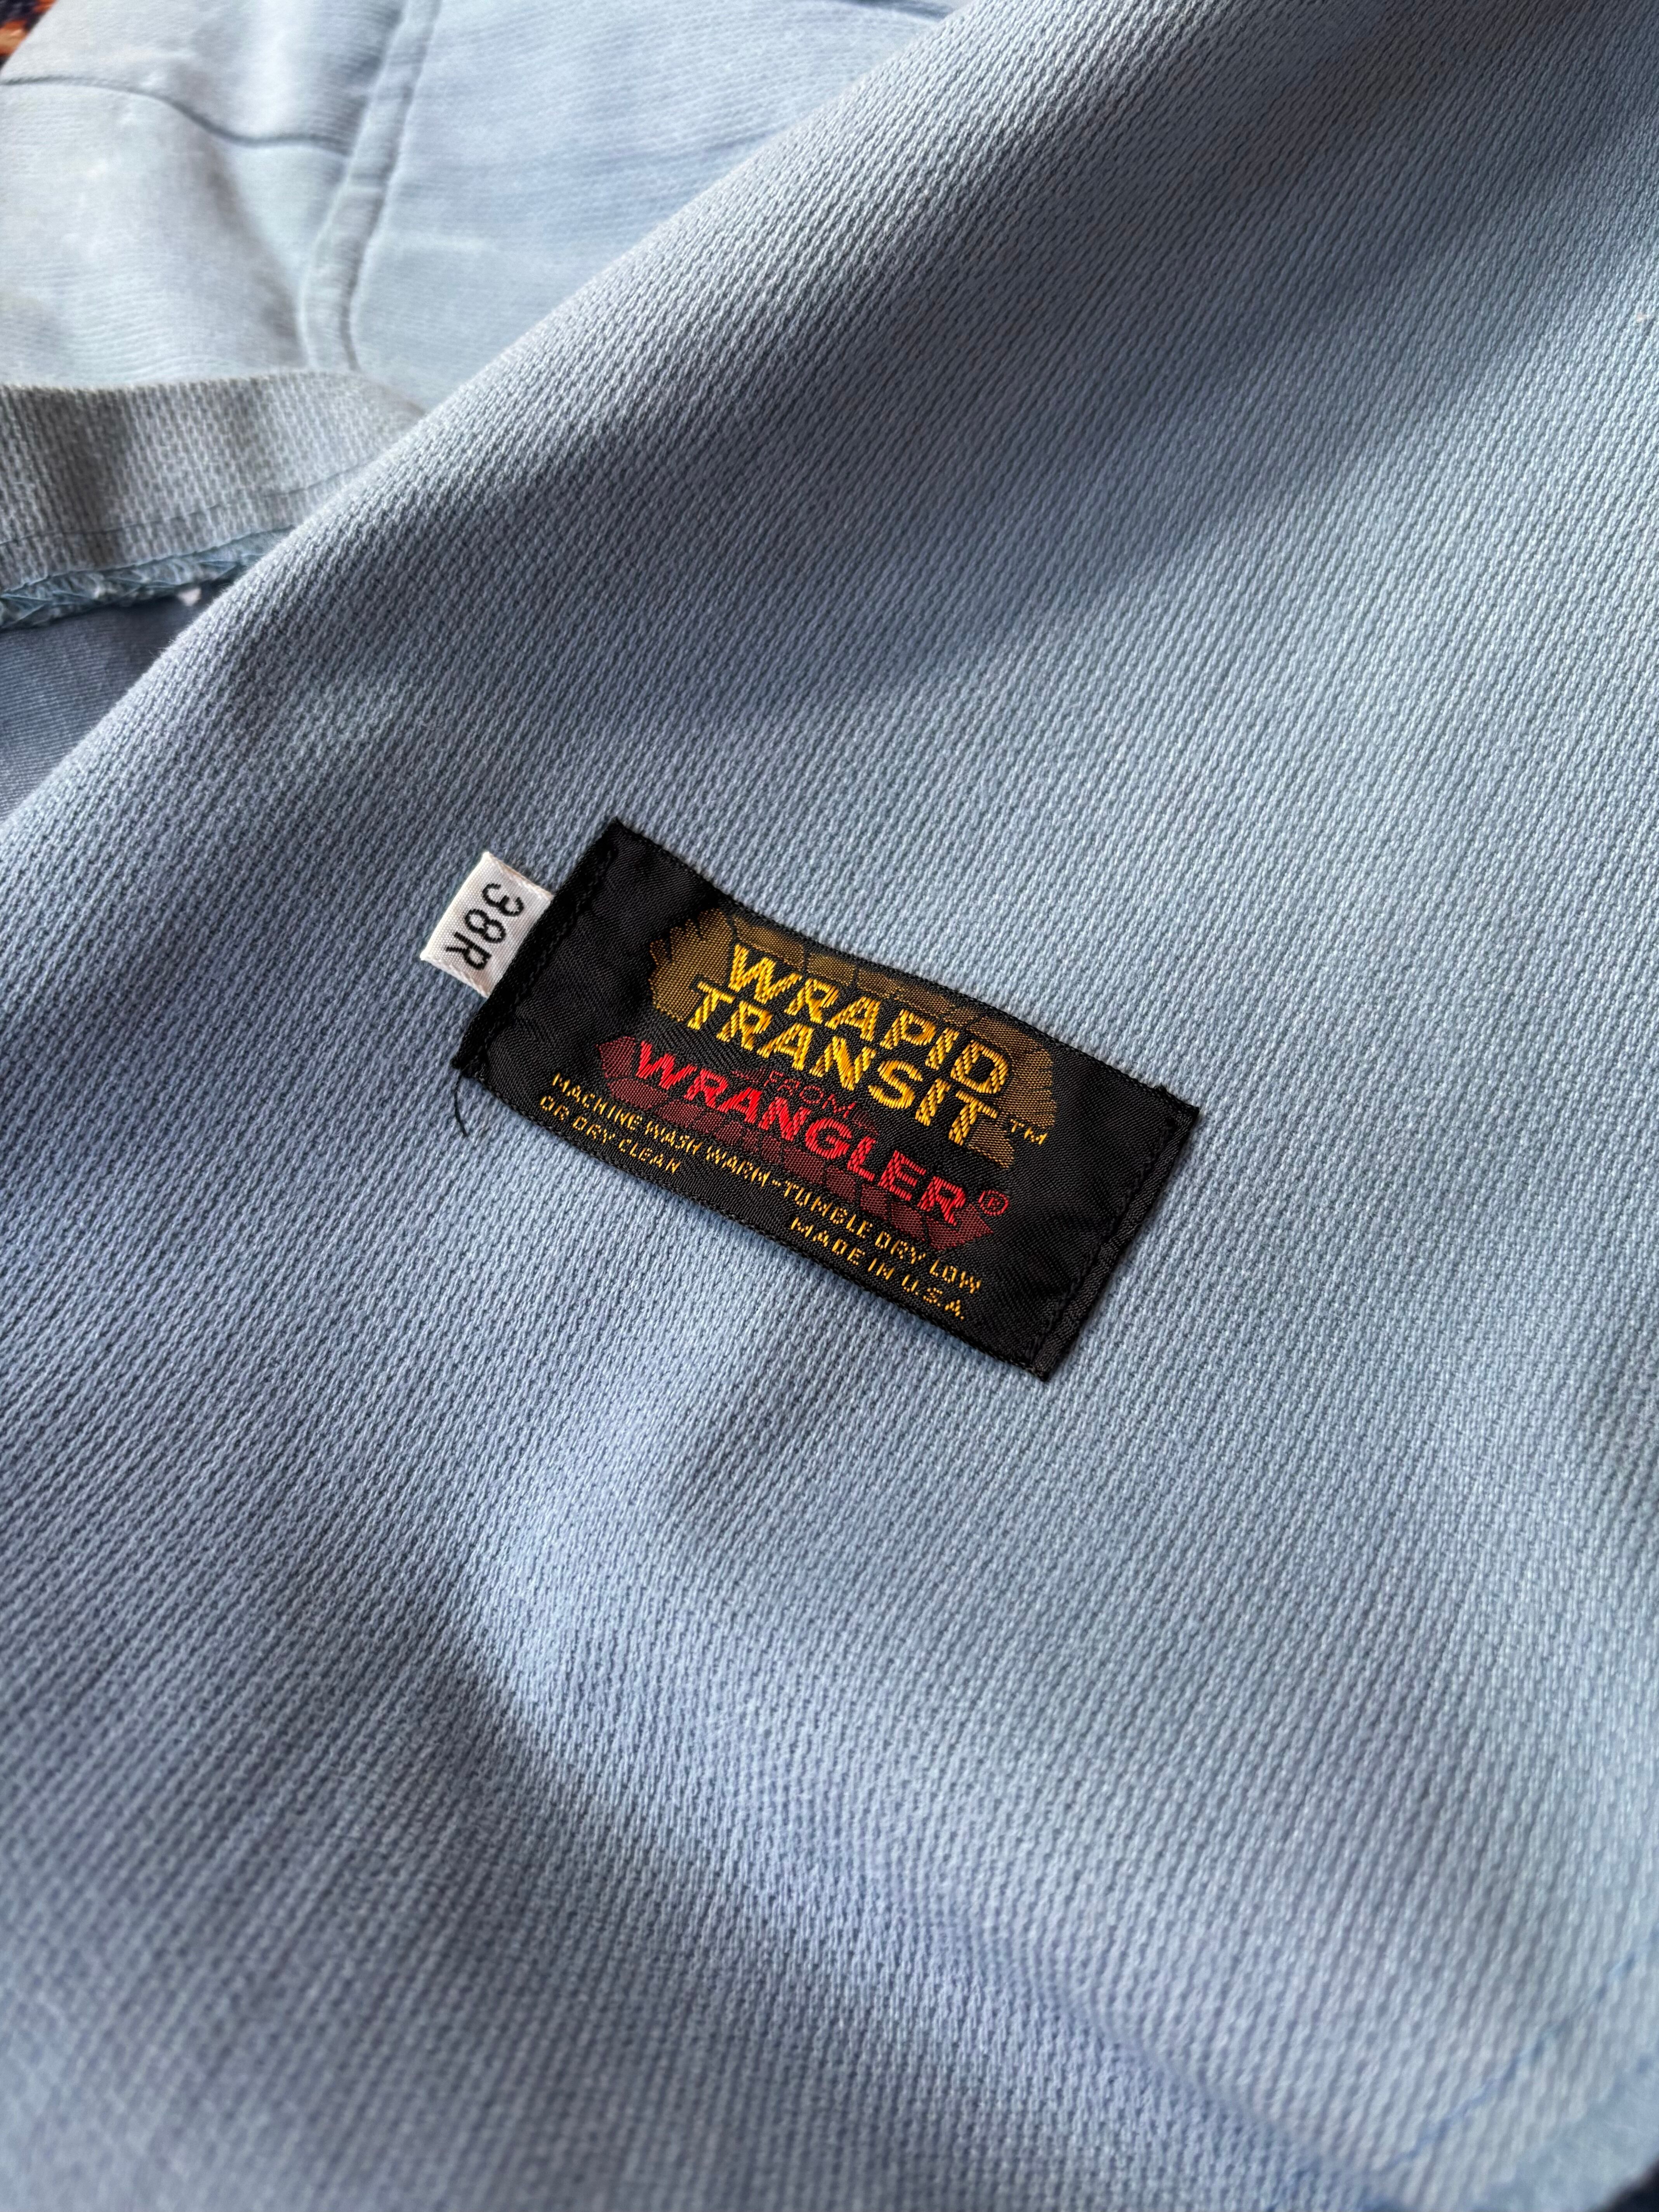 38R
WRAPID
TRANSIT™
FROM
WRANGLER®
MACHINE WASH WARM-TUMBLE DRY LOW
OR DRY CLEAN MADE IN U.S.A.